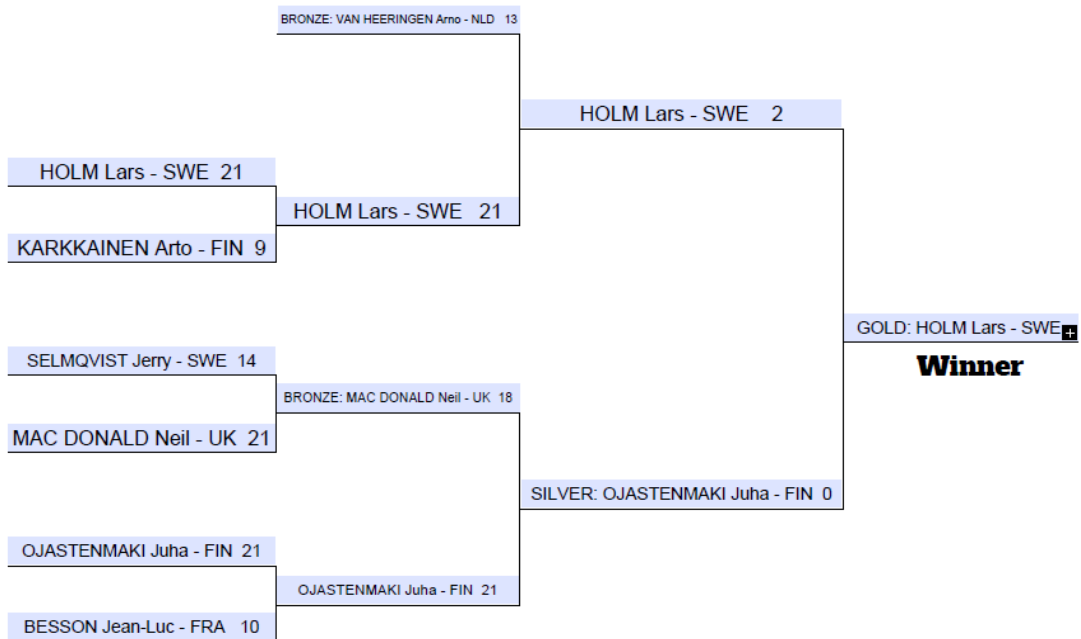 BRONZE: VAN HEERINGEN Arno - NLD 13
HOLM Lars - SWE 2
HOLM Lars - SWE 21
HOLM Lars - SWE 21
KARKKAINEN Arto - FIN 9
GOLD: HOLM Lars - SWE
Winner
SELMQVIST Jerry - SWE 14
BRONZE: MAC DONALD Neil - UK 18
MAC DONALD Neil - UK 21
SILVER: OJASTENMAKI Juha - FIN 0
OJASTENMAKI Juha - FIN 21
OJASTENMAKI Juha - FIN 21
BESSON Jean-Luc - FRA 10